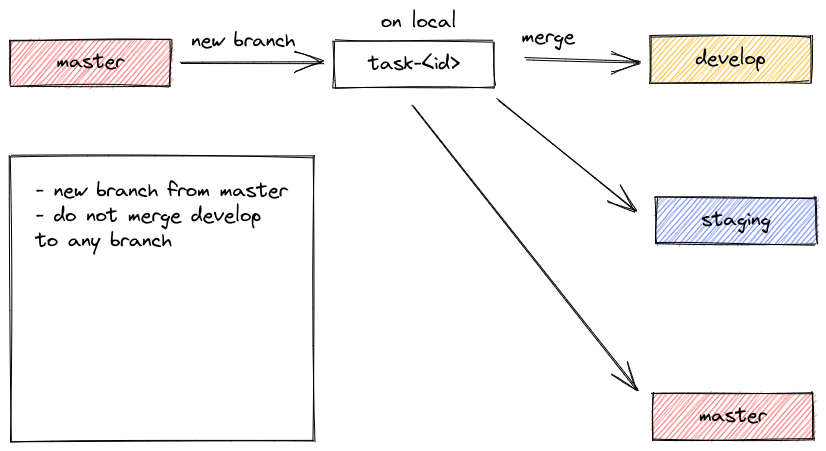 on local
master
new branch
task-<id>
merge
develop
- new branch from master
- do not merge develop
to any branch
staging
master